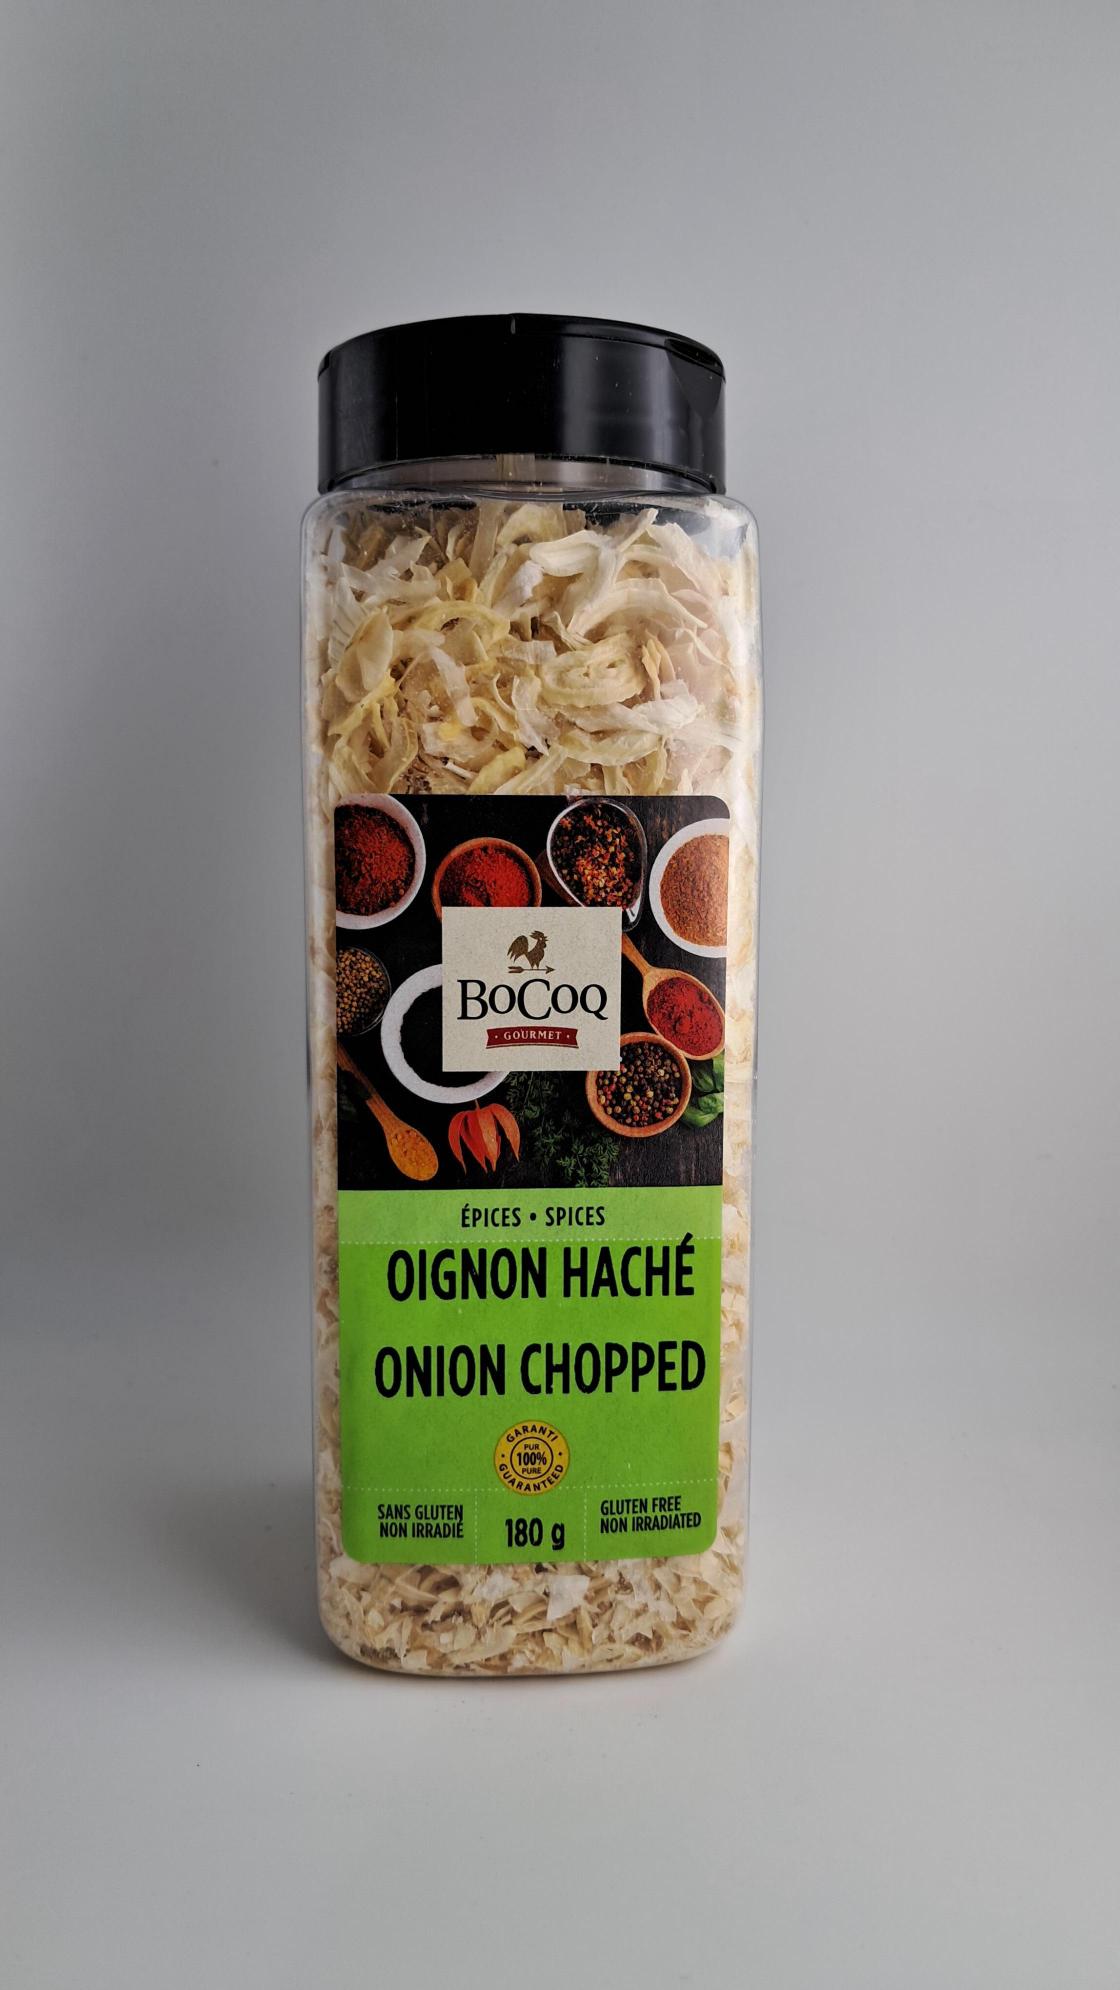 BOCOQ
• GOURMET •
ÉPICES • SPICES
OIGNON HACHÉ
ONION CHOPPED
GARANTI
PUR
100%
PURE
GUARANTEED
SANS GLUTEN
NON IRRADIÉ
180 g
GLUTEN FREE
NON IRRADIATED